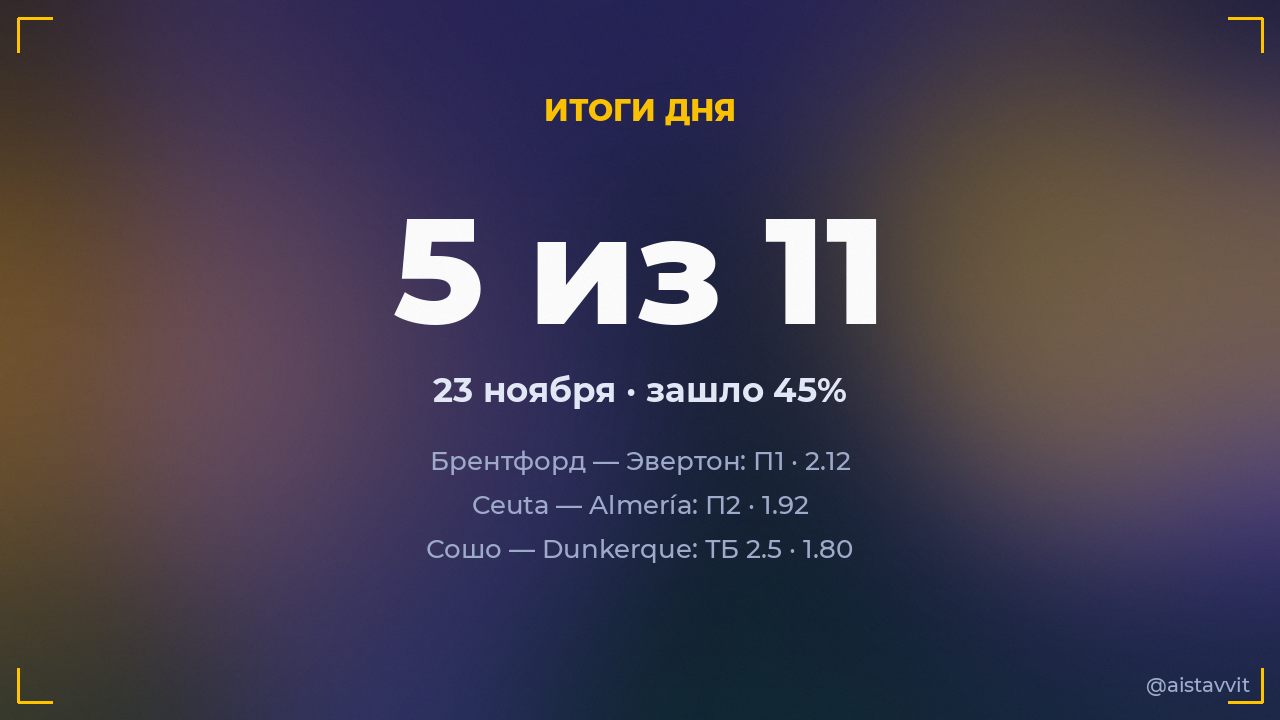 ИТОГИ ДНЯ
5 из 11
23 ноября · зашло 45%
Брентфорд — Эвертон: П1 · 2.12
Ceuta — Almería: П2 · 1.92
Сошо — Dunkerque: ТБ 2.5 · 1.80
@aistavvit